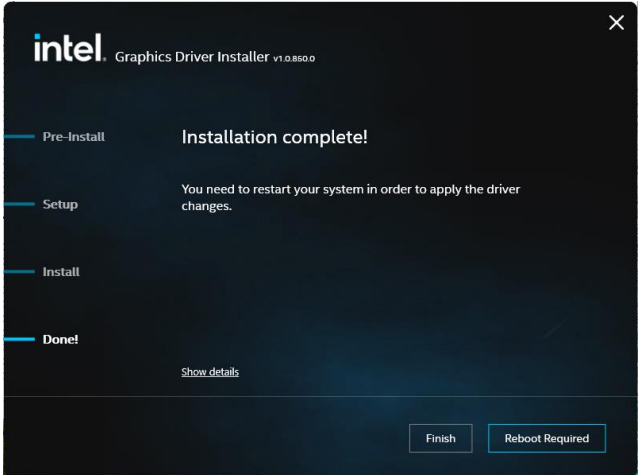 intel. Graphics Driver Installer v1.0.850.0
Pre-Install
Installation complete!
You need to restart your system in order to apply the driver
changes.
Setup
Install
Done!
Show details
Finish
Reboot Required